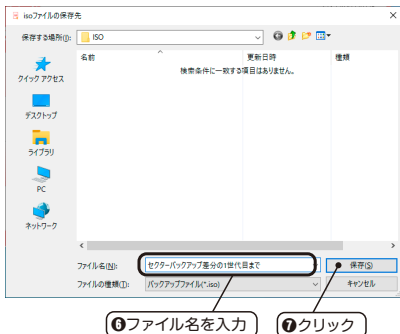 isoファイルの保存先
保存する場所(I):
ISO
名前
更新日時
種類
検索条件に一致する項目はありません。
クイック アクセス
デスクトップ
ライブラリ
PC
ネットワーク
ファイル名(N):
セクターバックアップ差分の1世代目まで
保存(S)
ファイルの種類(T):
バックアップファイル(*.iso)
キャンセル
❻ファイル名を入力
❼クリック